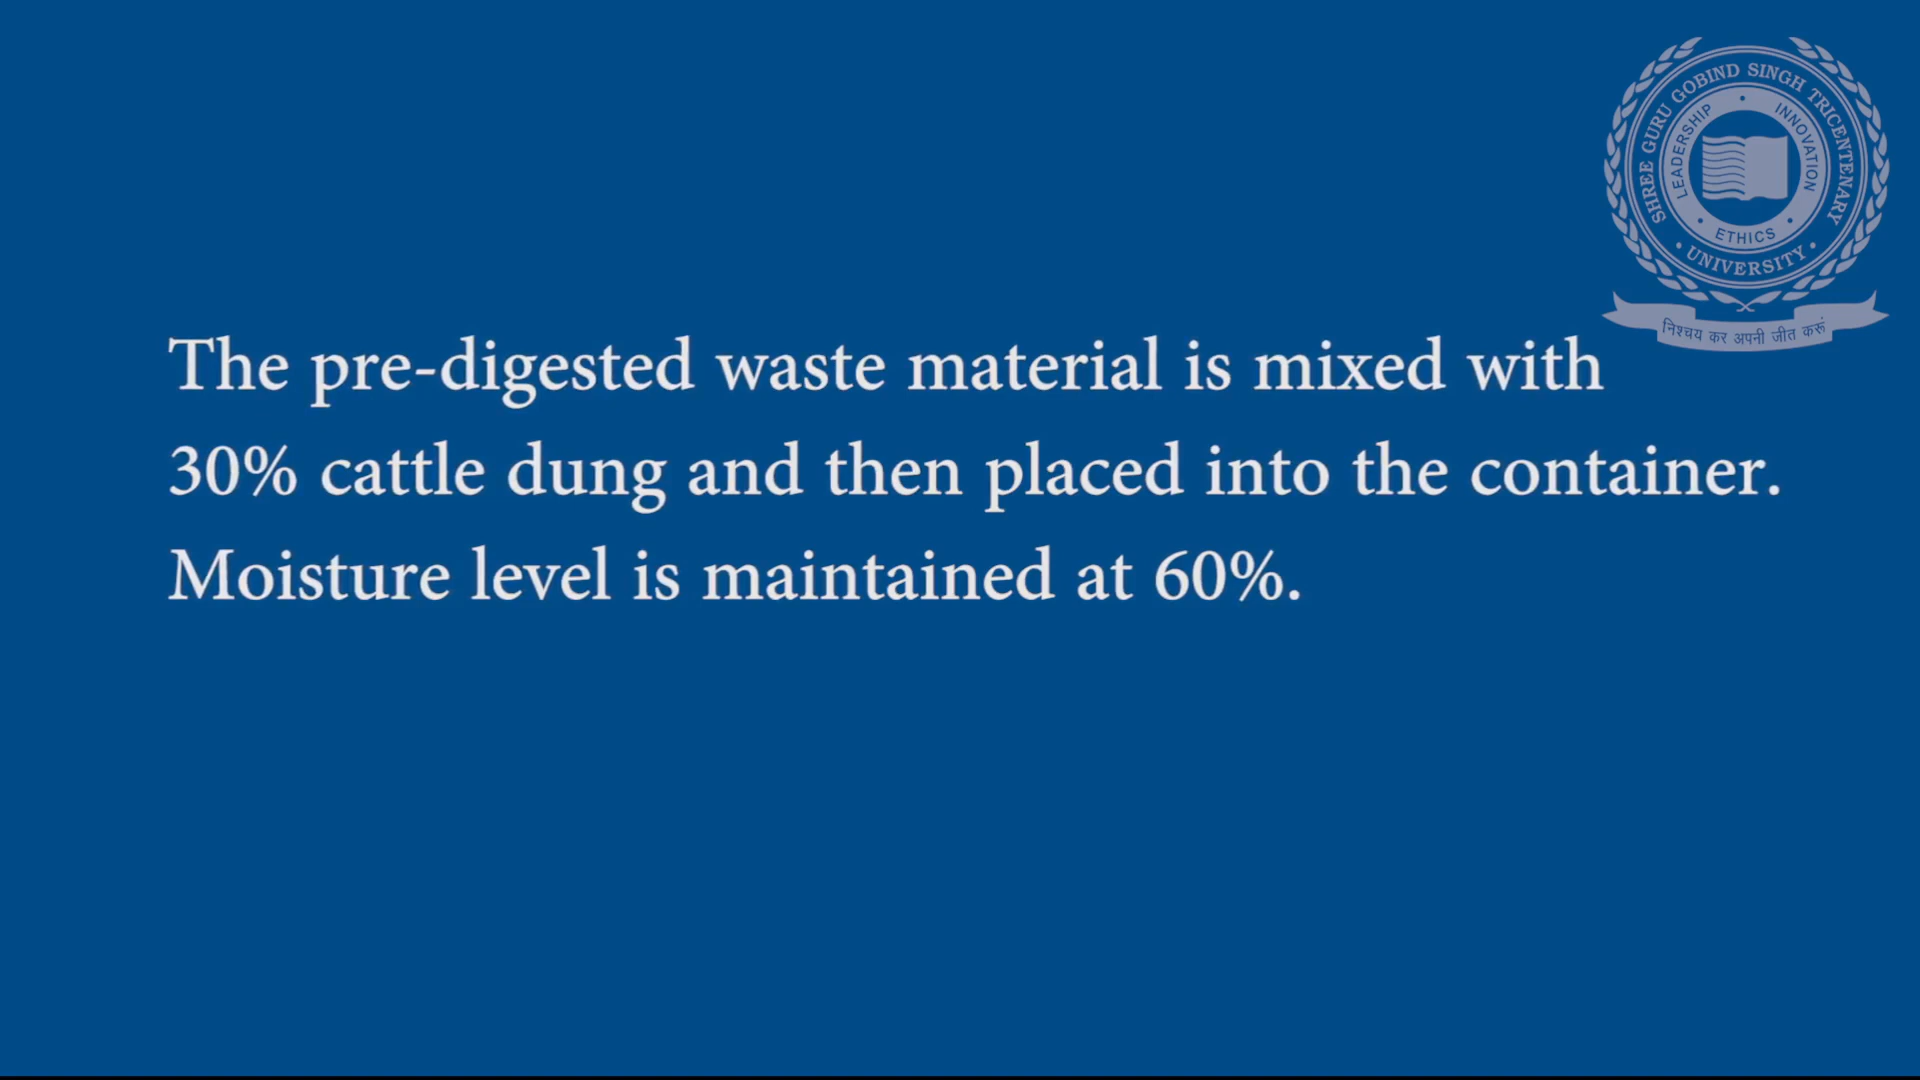 SHREE GURU GOBIND SINGH TRICENTENARY
UNIVERSITY
LEADERSHIP
INNOVATION
ETHICS
निश्चय कर अपनी जीत करूं
The pre-digested waste material is mixed with
30% cattle dung and then placed into the container.
Moisture level is maintained at 60%.